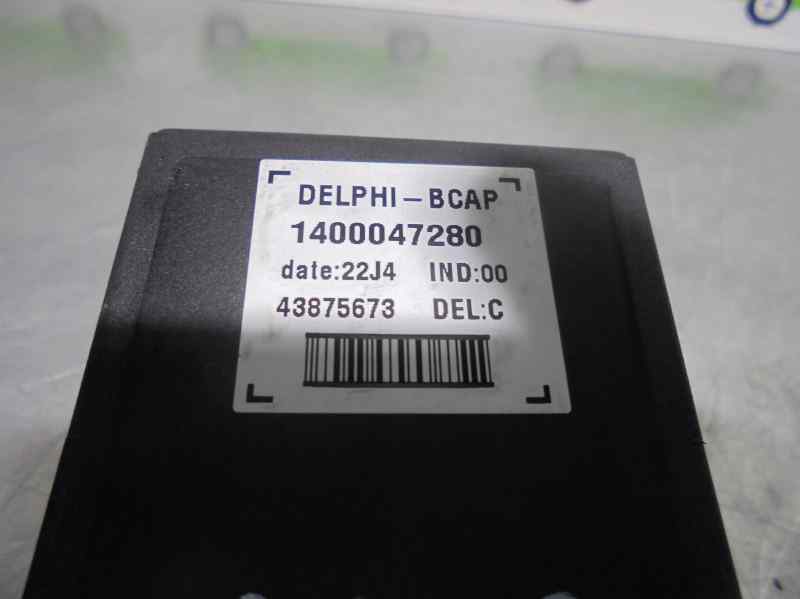 DELPHI-BCAP
1400047280
date:22J4 IND:00
43875673 DEL:C